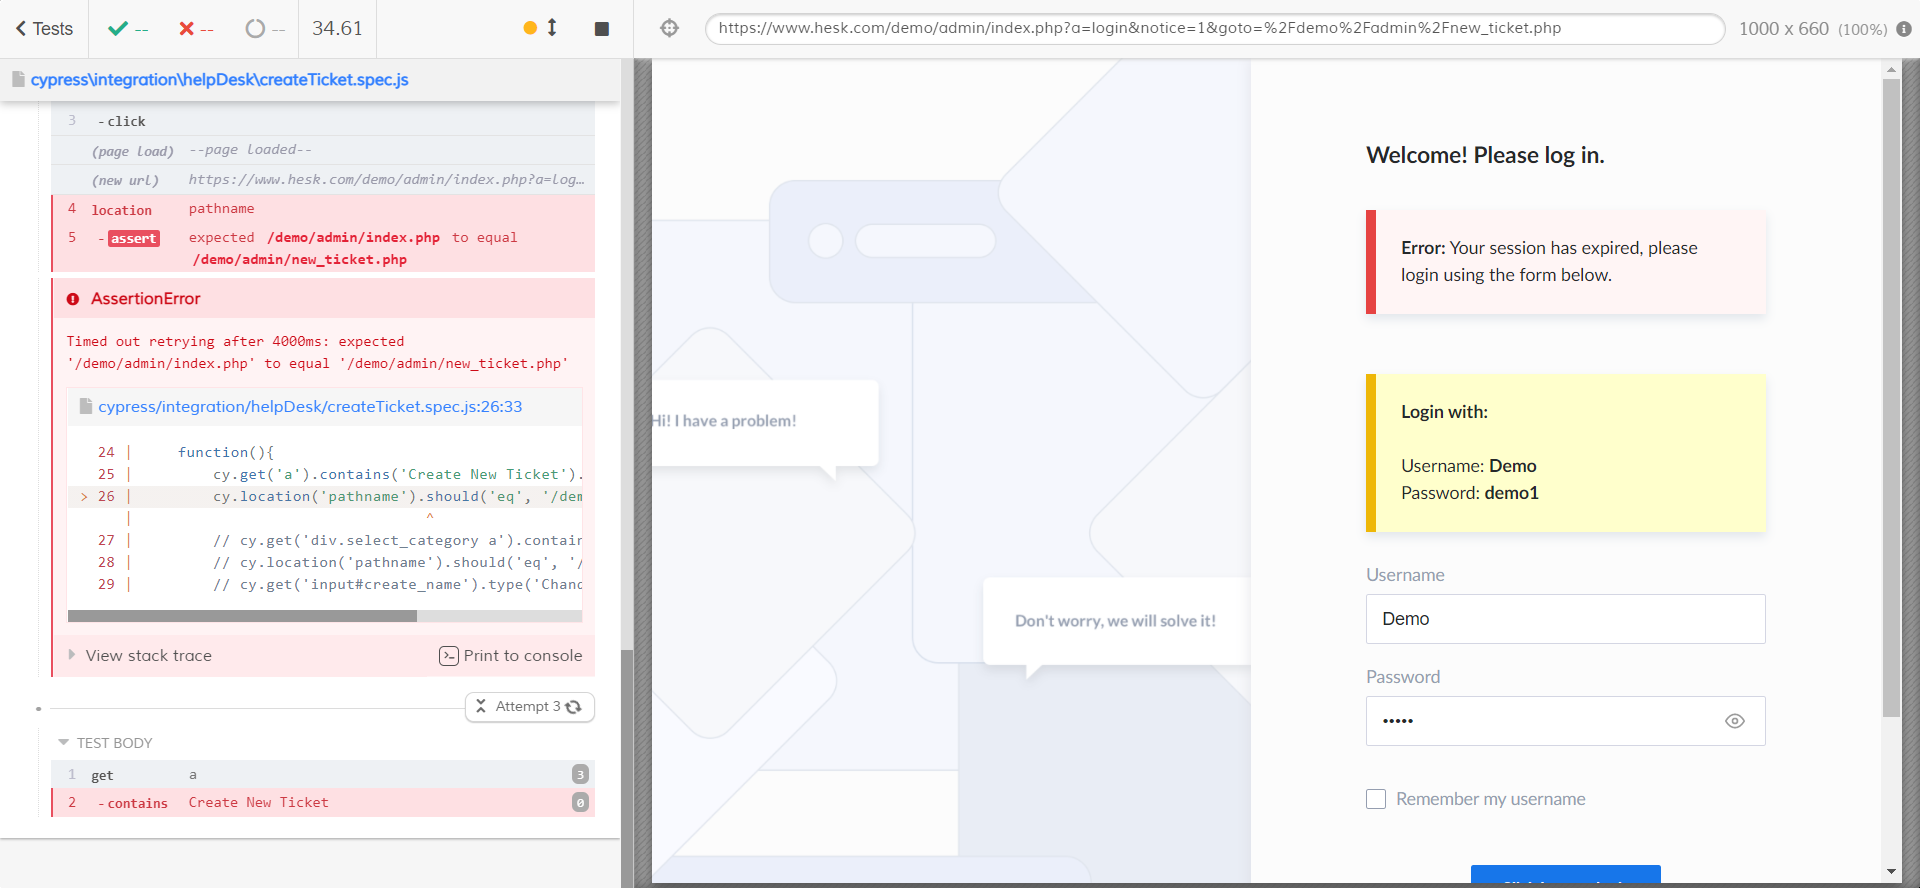 Tests
--
--
--
34.61
https://www.hesk.com/demo/admin/index.php?a=login&notice=1&goto=%2Fdemo%2Fadmin%2Fnew_ticket.php
1000 x 660 (100%)
cypress\integration\helpDesk\createTicket.spec.js
3 -click
(page load) --page loaded--
(new url) https://www.hesk.com/demo/admin/index.php?a=log…
4 location pathname
5 -assert expected /demo/admin/index.php to equal
/demo/admin/new_ticket.php
AssertionError
Timed out retrying after 4000ms: expected
'/demo/admin/index.php' to equal '/demo/admin/new_ticket.php'
cypress/integration/helpDesk/createTicket.spec.js:26:33
24 | function(){
25 | cy.get('a').contains('Create New Ticket').
> 26 | cy.location('pathname').should('eq', '/dem
| ^
27 | // cy.get('div.select_category a').contain
28 | // cy.location('pathname').should('eq', '/
29 | // cy.get('input#create_name').type('Chanc
View stack trace
Print to console
Attempt 3
TEST BODY
1 get a 3
2 -contains Create New Ticket 0
Hi! I have a problem!
Don't worry, we will solve it!
Welcome! Please log in.
Error: Your session has expired, please
login using the form below.
Login with:
Username: Demo
Password: demo1
Username
Demo
Password
•••••
Remember my username